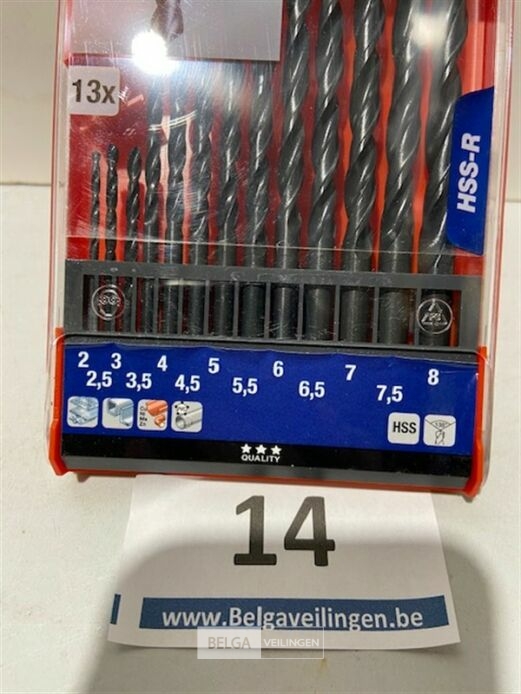 13x
HSS-R
2 3 4 5 6 7 8
2,5 3,5 4,5 5,5 6,5 7,5
HSS
★★★
QUALITY
14
www.Belgaveilingen.be
BELGA VEILINGEN